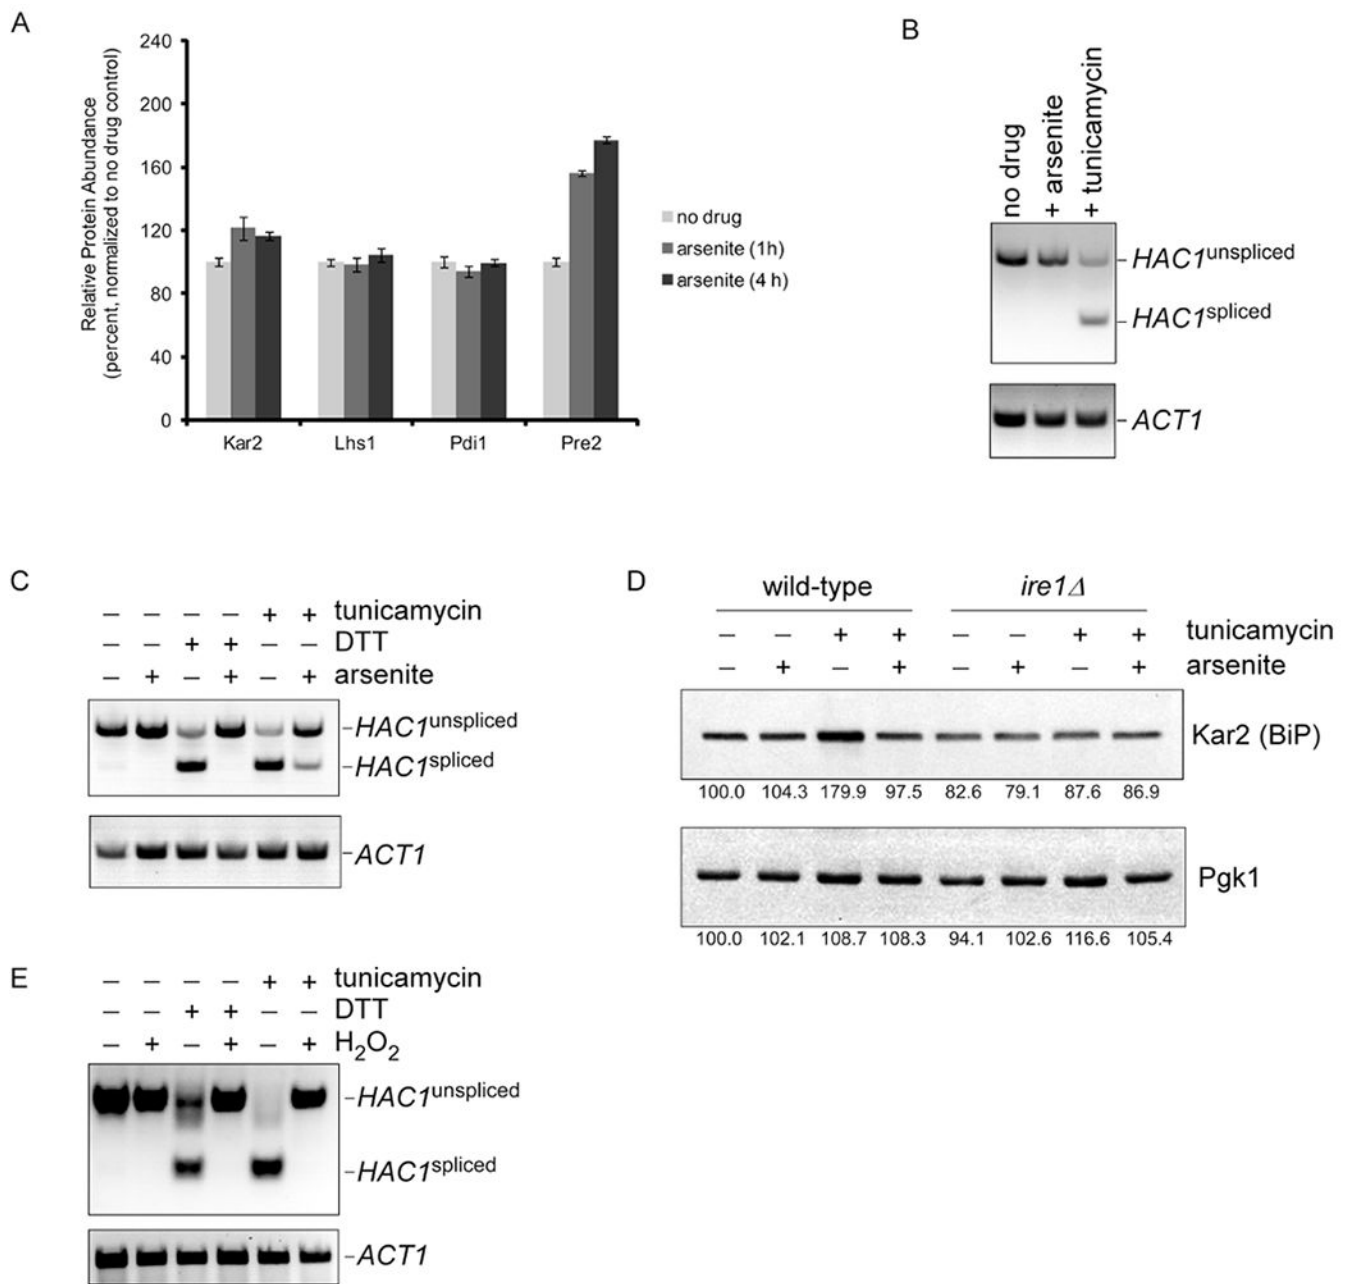 A
Relative Protein Abundance
(percent, normalized to no drug control)
240
200
160
120
80
40
0
Kar2 Lhs1 Pdi1 Pre2
no drug
arsenite (1h)
arsenite (4 h)
B
no drug
+ arsenite
+ tunicamycin
HAC1unspliced
HAC1spliced
ACT1
C
– – – – + + tunicamycin
– – + + – – DTT
– + – + – + arsenite
HAC1unspliced
HAC1spliced
ACT1
D
wild-type ire1Δ
– – + + – – + + tunicamycin
– + – + – + – + arsenite
Kar2 (BiP)
100.0 104.3 179.9 97.5 82.6 79.1 87.6 86.9
Pgk1
100.0 102.1 108.7 108.3 94.1 102.6 116.6 105.4
E
– – – – + + tunicamycin
– – + + – – DTT
– + – + – + H2O2
HAC1unspliced
HAC1spliced
ACT1